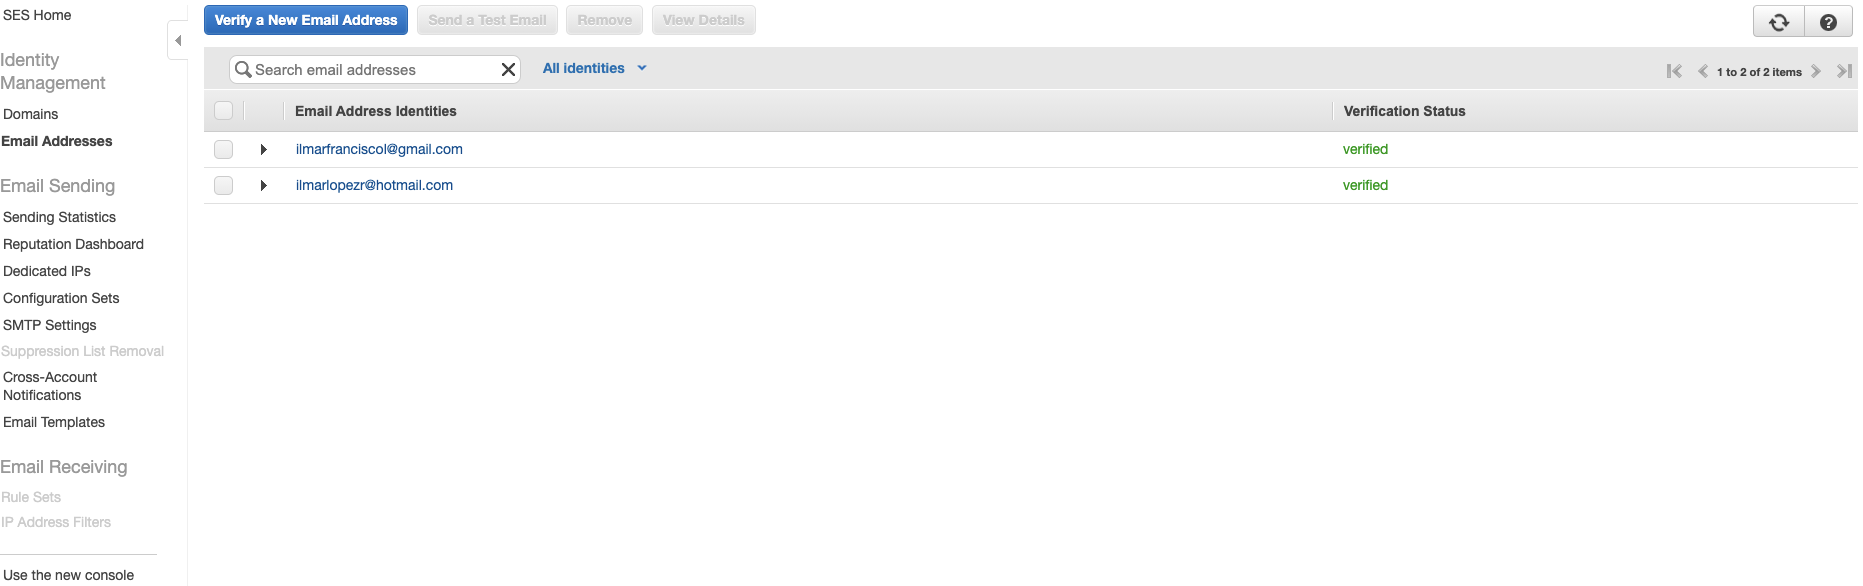 SES Home
Identity
Management
Domains
Email Addresses
Email Sending
Sending Statistics
Reputation Dashboard
Dedicated IPs
Configuration Sets
SMTP Settings
Suppression List Removal
Cross-Account
Notifications
Email Templates
Email Receiving
Rule Sets
IP Address Filters
Use the new console
Verify a New Email Address Send a Test Email Remove View Details
Search email addresses All identities 1 to 2 of 2 items
Email Address Identities Verification Status
ilmarfranciscol@gmail.com verified
ilmarlopezr@hotmail.com verified